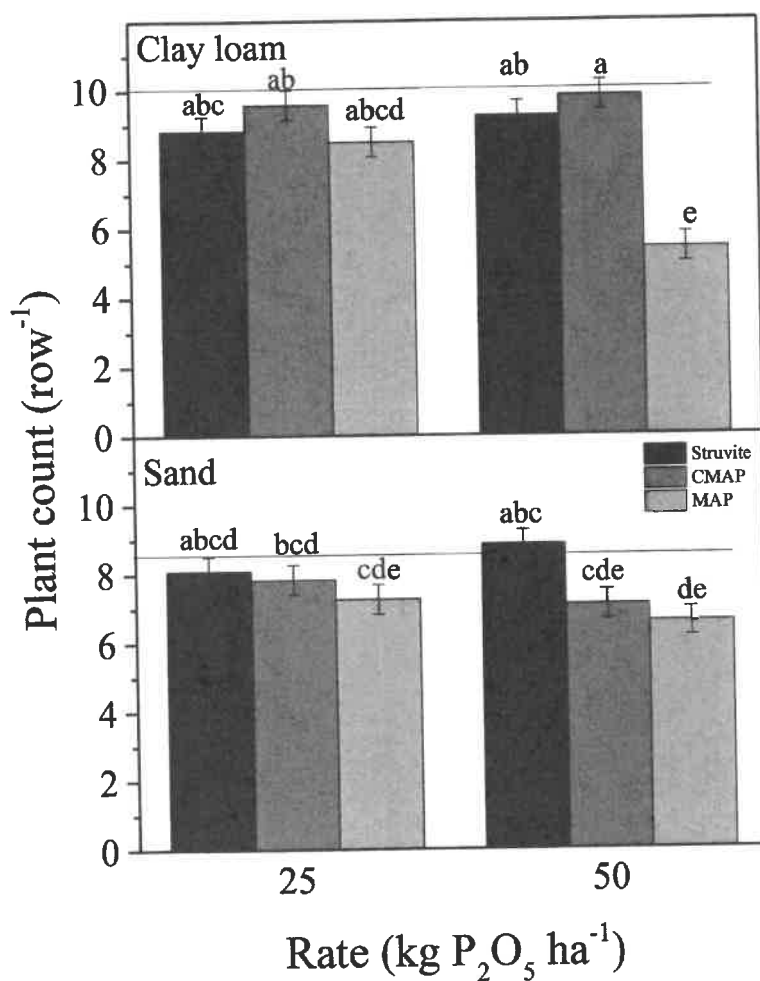 Clay loam
10
8
6
4
2
0
abc
ab
abcd
ab
a
e
Sand
10
8
6
4
2
0
Struvite
CMAP
MAP
abcd
bcd
cde
abc
cde
de
25
50
Plant count (row⁻¹)
Rate (kg P₂O₅ ha⁻¹)